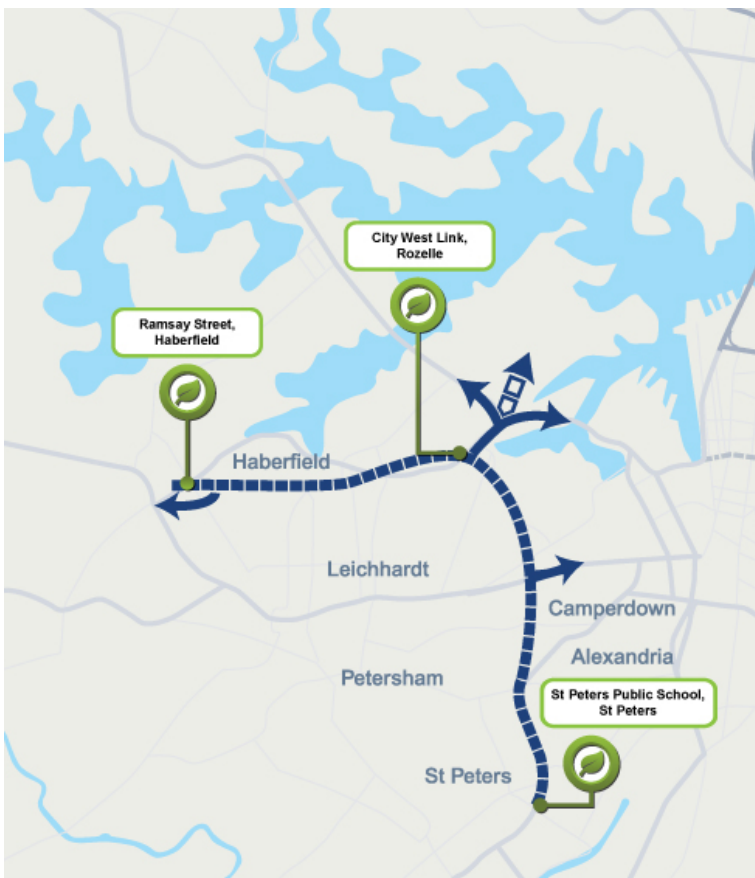 City West Link,
Rozelle
Ramsay Street,
Haberfield
Haberfield
Leichhardt
Camperdown
Alexandria
Petersham
St Peters Public School,
St Peters
St Peters